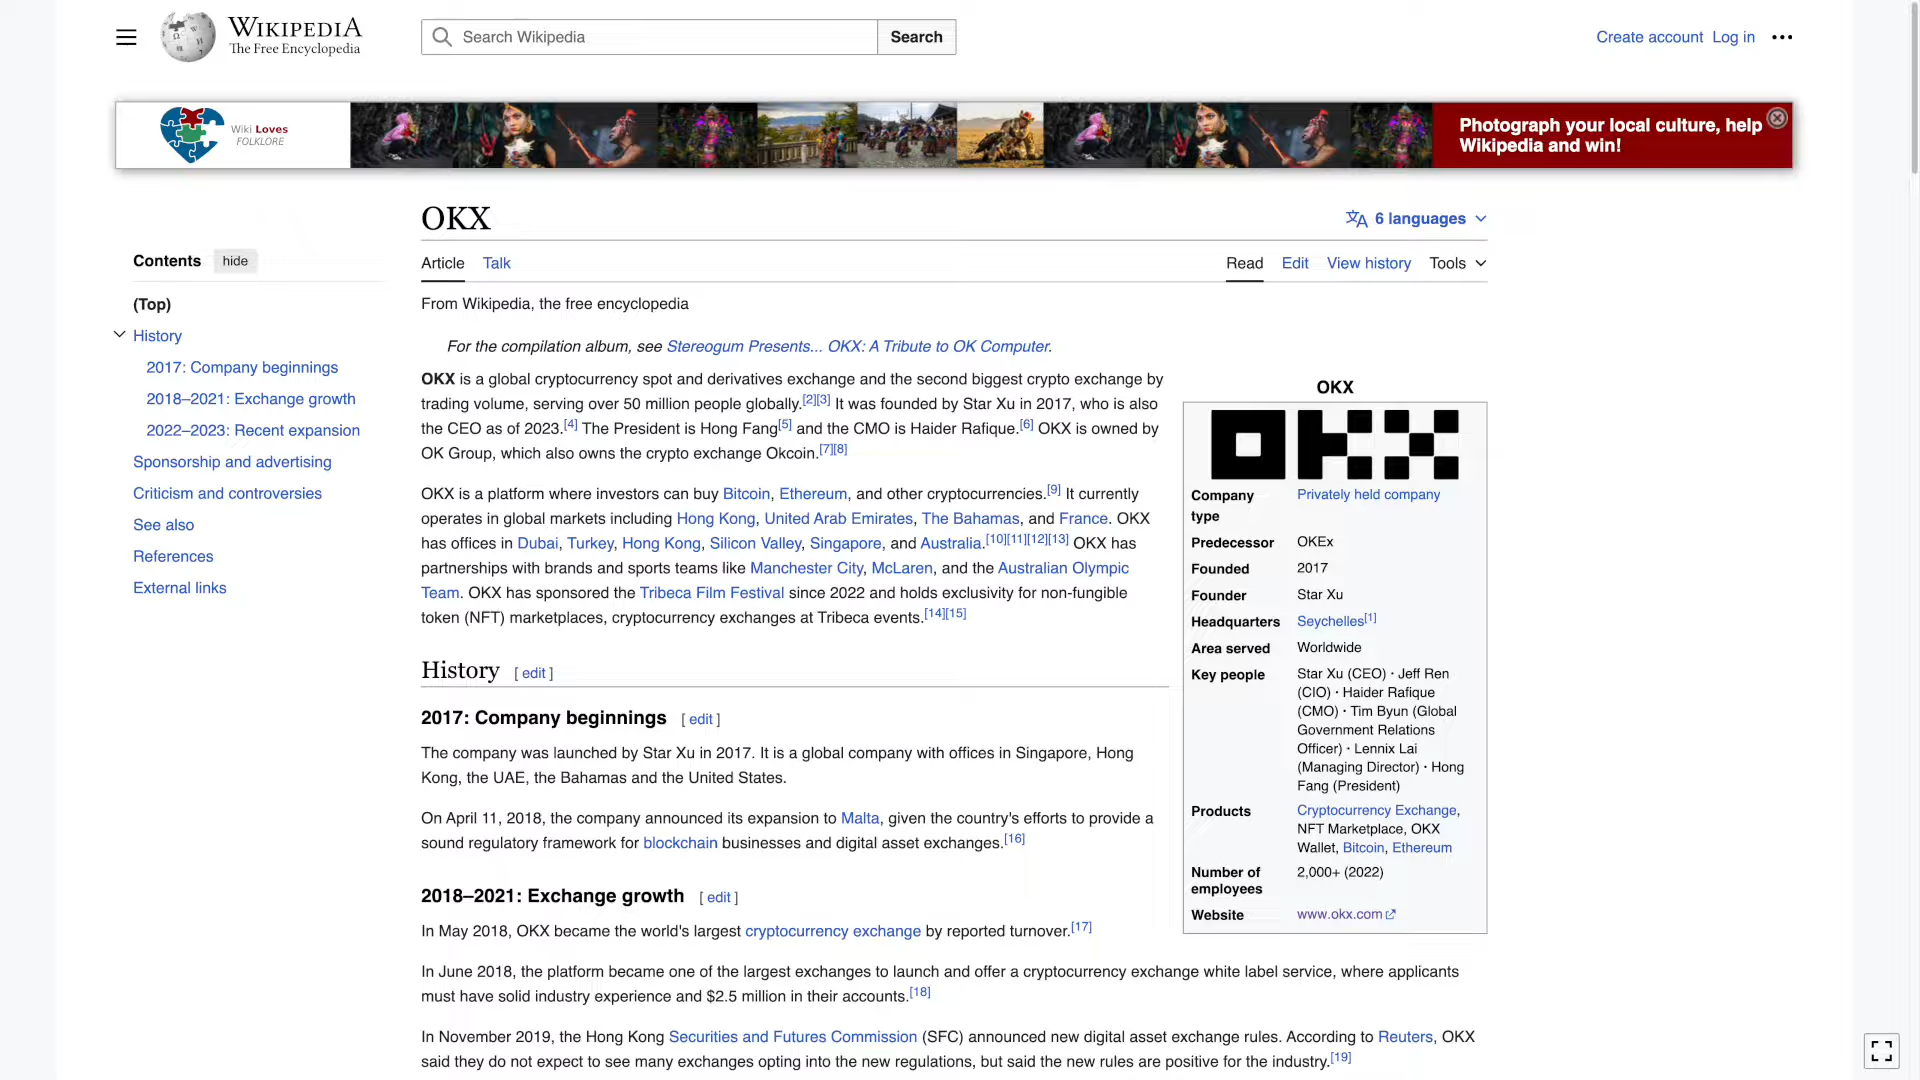 WIKIPEDIA
The Free Encyclopedia
Search Wikipedia
Search
Create account Log in
Wiki Loves
FOLKLORE
Photograph your local culture, help
Wikipedia and win!
OKX
6 languages
Contents hide
(Top)
History
2017: Company beginnings
2018–2021: Exchange growth
2022–2023: Recent expansion
Sponsorship and advertising
Criticism and controversies
See also
References
External links
Article Talk
Read Edit View history Tools
From Wikipedia, the free encyclopedia
For the compilation album, see Stereogum Presents... OKX: A Tribute to OK Computer.
OKX is a global cryptocurrency spot and derivatives exchange and the second biggest crypto exchange by
trading volume, serving over 50 million people globally.[2][3] It was founded by Star Xu in 2017, who is also
the CEO as of 2023.[4] The President is Hong Fang[5] and the CMO is Haider Rafique.[6] OKX is owned by
OK Group, which also owns the crypto exchange Okcoin.[7][8]
OKX is a platform where investors can buy Bitcoin, Ethereum, and other cryptocurrencies.[9] It currently
operates in global markets including Hong Kong, United Arab Emirates, The Bahamas, and France. OKX
has offices in Dubai, Turkey, Hong Kong, Silicon Valley, Singapore, and Australia.[10][11][12][13] OKX has
partnerships with brands and sports teams like Manchester City, McLaren, and the Australian Olympic
Team. OKX has sponsored the Tribeca Film Festival since 2022 and holds exclusivity for non-fungible
token (NFT) marketplaces, cryptocurrency exchanges at Tribeca events.[14][15]
History [ edit ]
2017: Company beginnings [ edit ]
The company was launched by Star Xu in 2017. It is a global company with offices in Singapore, Hong
Kong, the UAE, the Bahamas and the United States.
On April 11, 2018, the company announced its expansion to Malta, given the country's efforts to provide a
sound regulatory framework for blockchain businesses and digital asset exchanges.[16]
2018–2021: Exchange growth [ edit ]
In May 2018, OKX became the world's largest cryptocurrency exchange by reported turnover.[17]
In June 2018, the platform became one of the largest exchanges to launch and offer a cryptocurrency exchange white label service, where applicants
must have solid industry experience and $2.5 million in their accounts.[18]
In November 2019, the Hong Kong Securities and Futures Commission (SFC) announced new digital asset exchange rules. According to Reuters, OKX
said they do not expect to see many exchanges opting into the new regulations, but said the new rules are positive for the industry.[19]
OKX
OKX
Company Privately held company
type
Predecessor OKEx
Founded 2017
Founder Star Xu
Headquarters Seychelles[1]
Area served Worldwide
Key people Star Xu (CEO) · Jeff Ren
(CIO) · Haider Rafique
(CMO) · Tim Byun (Global
Government Relations
Officer) · Lennix Lai
(Managing Director) · Hong
Fang (President)
Products Cryptocurrency Exchange,
NFT Marketplace, OKX
Wallet, Bitcoin, Ethereum
Number of 2,000+ (2022)
employees
Website www.okx.com